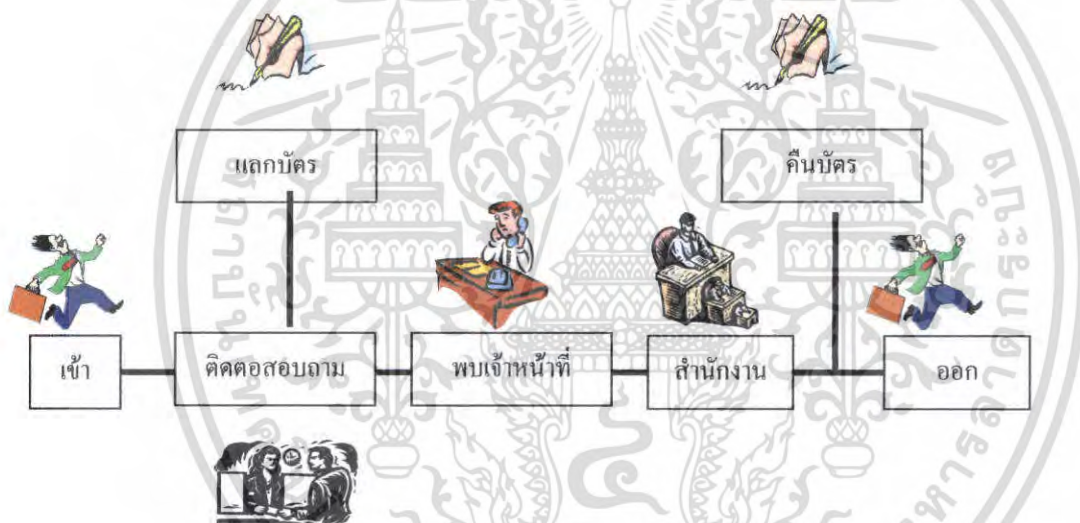 แลกบัตร
คืนบัตร
เข้า
ติดตอสอบถาม
พบเจ้าหน้าที่
สำนักงาน
ออก